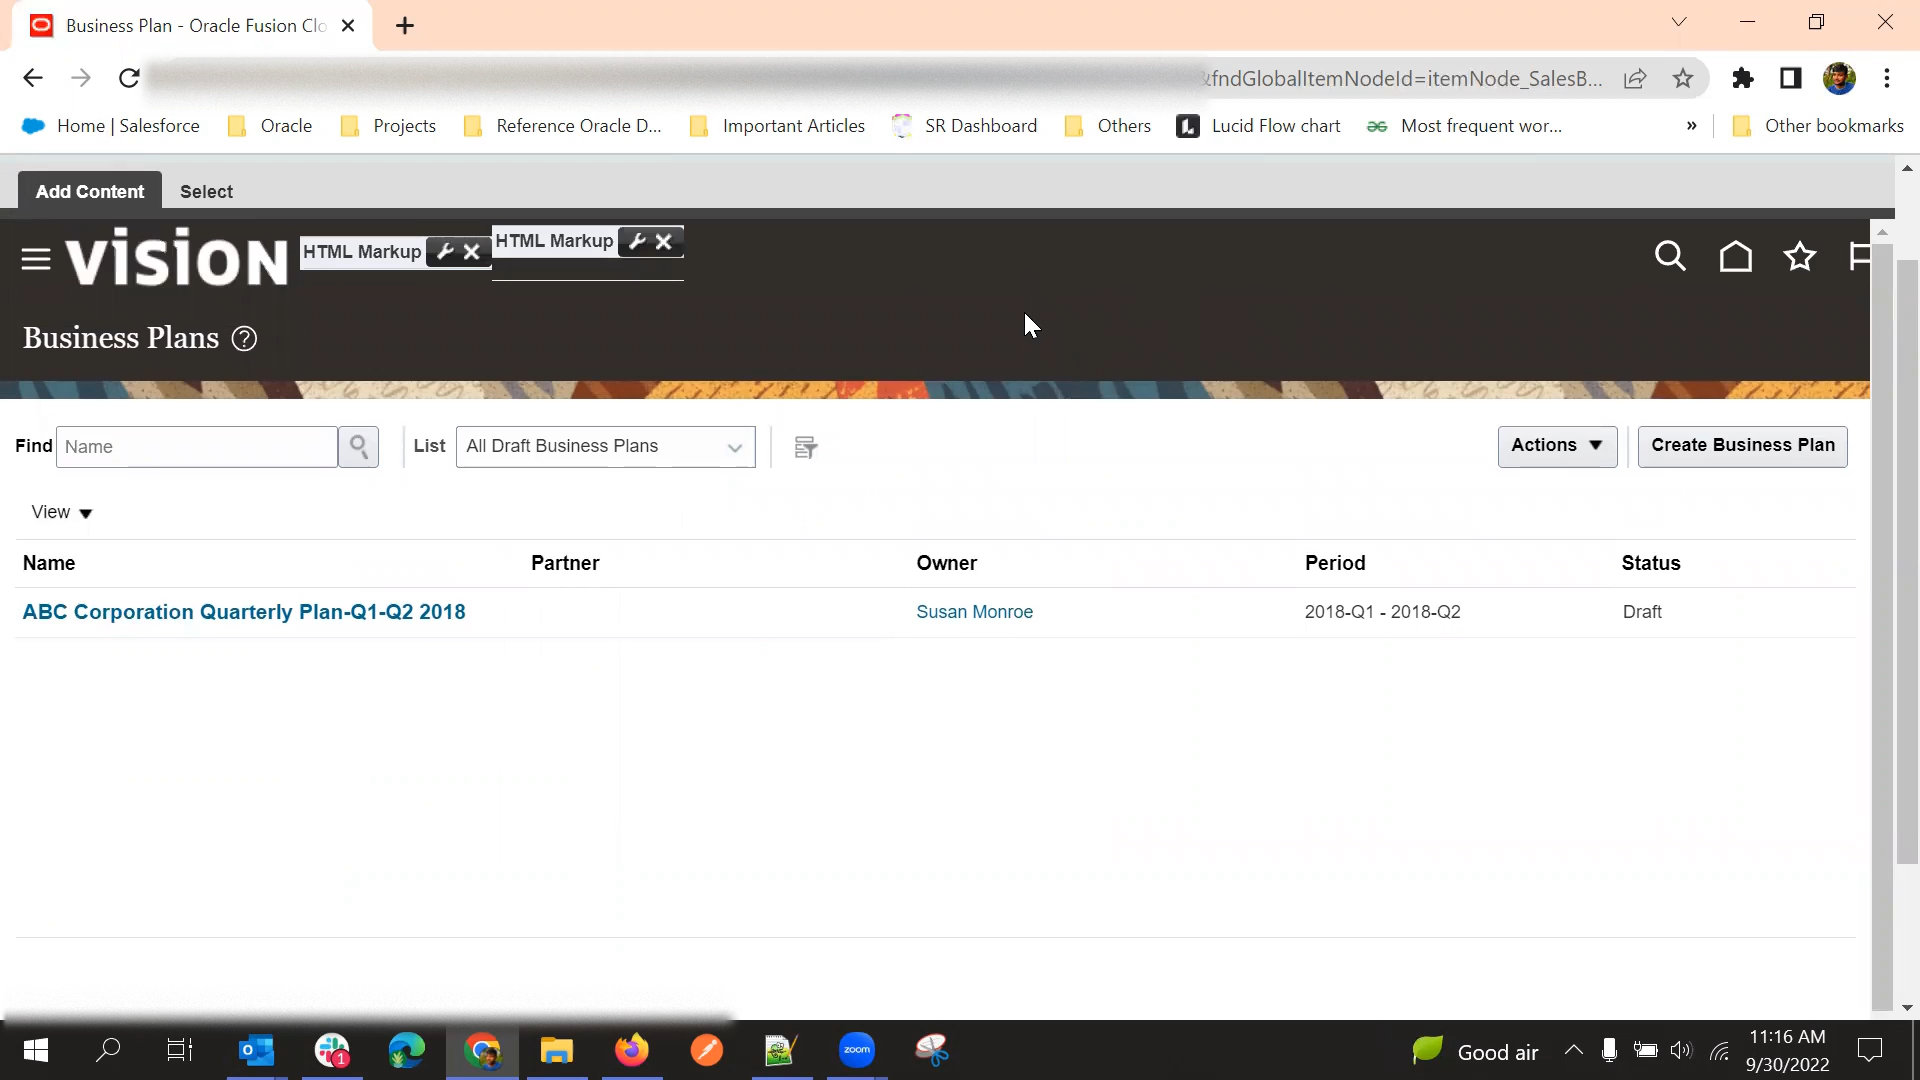 Business Plan - Oracle Fusion Clo
&fndGlobalItemNodeId=itemNode_SalesB...
Home | Salesforce Oracle Projects Reference Oracle D... Important Articles SR Dashboard Others Lucid Flow chart Most frequent wor... » Other bookmarks
Add Content Select
vision HTML Markup HTML Markup
Business Plans ?
Find Name List All Draft Business Plans Actions Create Business Plan
View
Name Partner Owner Period Status
ABC Corporation Quarterly Plan-Q1-Q2 2018 Susan Monroe 2018-Q1 - 2018-Q2 Draft
1 zoom Good air 11:16 AM
9/30/2022